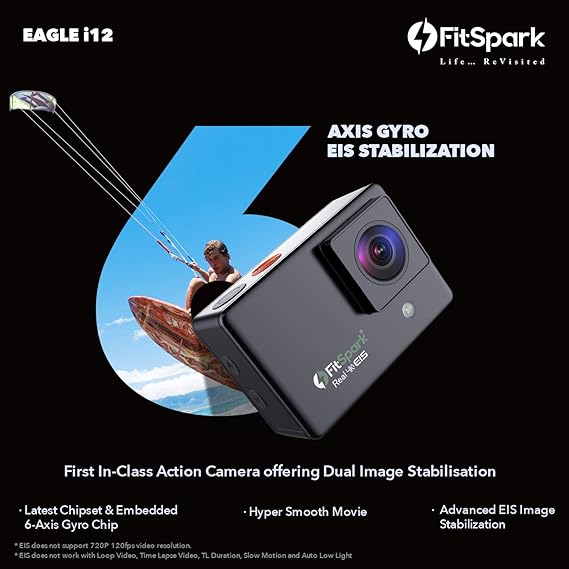 EAGLE i12
FitSpark
Life... ReVisited
6
AXIS GYRO
EIS STABILIZATION
FitSpark®
Real 4K EIS
First In-Class Action Camera offering Dual Image Stabilisation
· Latest Chipset & Embedded
6-Axis Gyro Chip
· Hyper Smooth Movie
· Advanced EIS Image
Stabilization
* EIS does not support 720P 120fps video resolution.
* EIS does not work with Loop Video, Time Lapse Video, TL Duration, Slow Motion and Auto Low Light